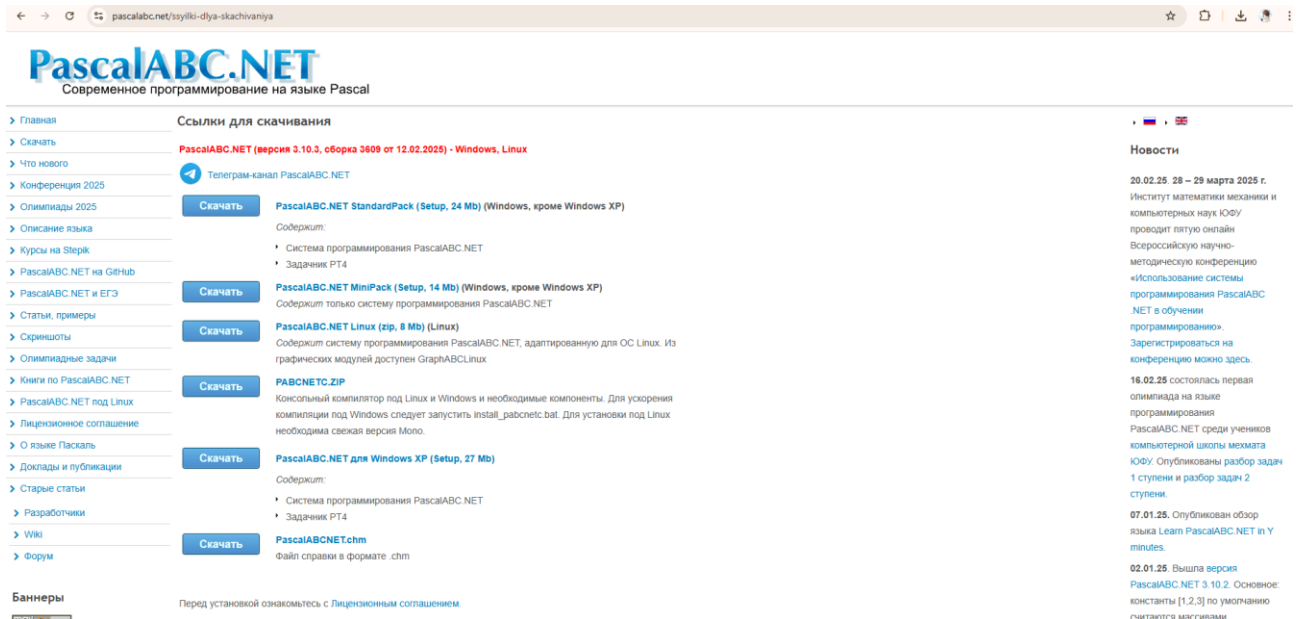 pascalabc.net/ssyilki-dlya-skachivaniya
PascalABC.NET
Современное программирование на языке Pascal
Главная
Скачать
Что нового
Конференция 2025
Олимпиады 2025
Описание языка
Курсы на Stepik
PascalABC.NET на GitHub
PascalABC.NET и ЕГЭ
Статьи, примеры
Скриншоты
Олимпиадные задачи
Книги по PascalABC.NET
PascalABC.NET под Linux
Лицензионное соглашение
О языке Паскаль
Доклады и публикации
Старые статьи
Разработчики
Wiki
Форум
Баннеры
Ссылки для скачивания
PascalABC.NET (версия 3.10.3, сборка 3609 от 12.02.2025) - Windows, Linux
Телеграм-канал PascalABC.NET
Скачать
PascalABC.NET StandardPack (Setup, 24 Mb) (Windows, кроме Windows XP)
Содержит:
Система программирования PascalABC.NET
Задачник PT4
Скачать
PascalABC.NET MiniPack (Setup, 14 Mb) (Windows, кроме Windows XP)
Содержит только систему программирования PascalABC.NET
Скачать
PascalABC.NET Linux (zip, 8 Mb) (Linux)
Содержит систему программирования PascalABC.NET, адаптированную для ОС Linux. Из
графических модулей доступен GraphABCLinux
Скачать
PABCNETC.ZIP
Консольный компилятор под Linux и Windows и необходимые компоненты. Для ускорения
компиляции под Windows следует запустить install_pabcnetc.bat. Для установки под Linux
необходима свежая версия Mono.
Скачать
PascalABC.NET для Windows XP (Setup, 27 Mb)
Содержит:
Система программирования PascalABC.NET
Задачник PT4
Скачать
PascalABCNET.chm
Файл справки в формате .chm
Перед установкой ознакомьтесь с Лицензионным соглашением.
Новости
20.02.25. 28 – 29 марта 2025 г.
Институт математики механики и
компьютерных наук ЮФУ
проводит пятую онлайн
Всероссийскую научно-
методическую конференцию
«Использование системы
программирования PascalABC
.NET в обучении
программированию».
Зарегистрироваться на
конференцию можно здесь.
16.02.25 состоялась первая
олимпиада на языке
программирования
PascalABC.NET среди учеников
компьютерной школы мехмата
ЮФУ. Опубликованы разбор задач
1 ступени и разбор задач 2
ступени.
07.01.25. Опубликован обзор
языка Learn PascalABC.NET in Y
minutes.
02.01.25. Вышла версия
PascalABC.NET 3.10.2. Основное:
константы [1,2,3] по умолчанию
считаются массивами